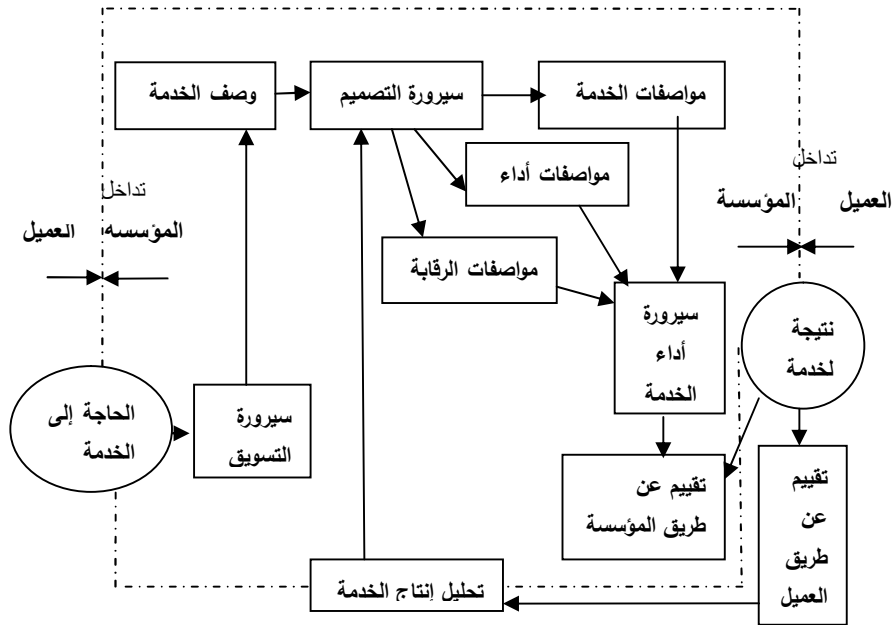 وصف الخدمة
سيرورة التصميم
مواصفات الخدمة
مواصفات أداء
مواصفات الرقابة
تداخل
العميل
المؤسسه
تداخل
المؤسسة
العميل
سيرورة
أداء
الخدمة
نتيجة
لخدمة
الحاجة إلى
الخدمة
سيرورة
التسويق
تقييم عن
طريق المؤسسة
تقييم
عن
طريق
العميل
تحليل إنتاج الخدمة